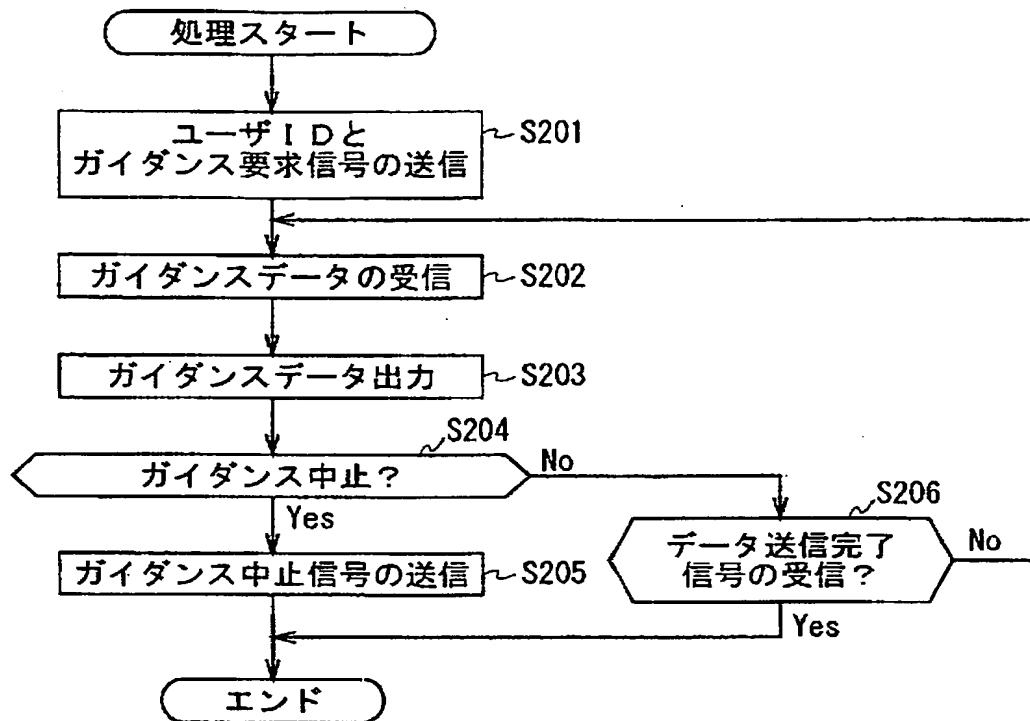 処理スタート
ユーザIDと
ガイダンス要求信号の送信
S201
ガイダンスデータの受信
S202
ガイダンスデータ出力
S203
S204
ガイダンス中止?
No
Yes
S206
データ送信完了
信号の受信?
No
Yes
ガイダンス中止信号の送信
S205
エンド